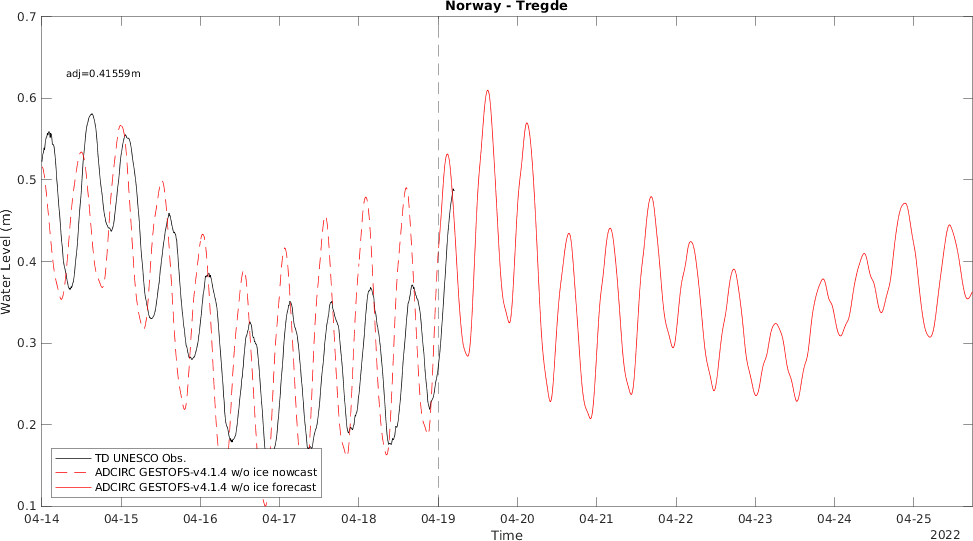 Norway - Tregde
0.7
adj=0.41559m
0.6
0.5
0.4
0.3
0.2
0.1
Water Level (m)
TD UNESCO Obs.
ADCIRC GESTOFS-v4.1.4 w/o ice nowcast
ADCIRC GESTOFS-v4.1.4 w/o ice forecast
04-14 04-15 04-16 04-17 04-18 04-19 04-20 04-21 04-22 04-23 04-24 04-25
Time
2022